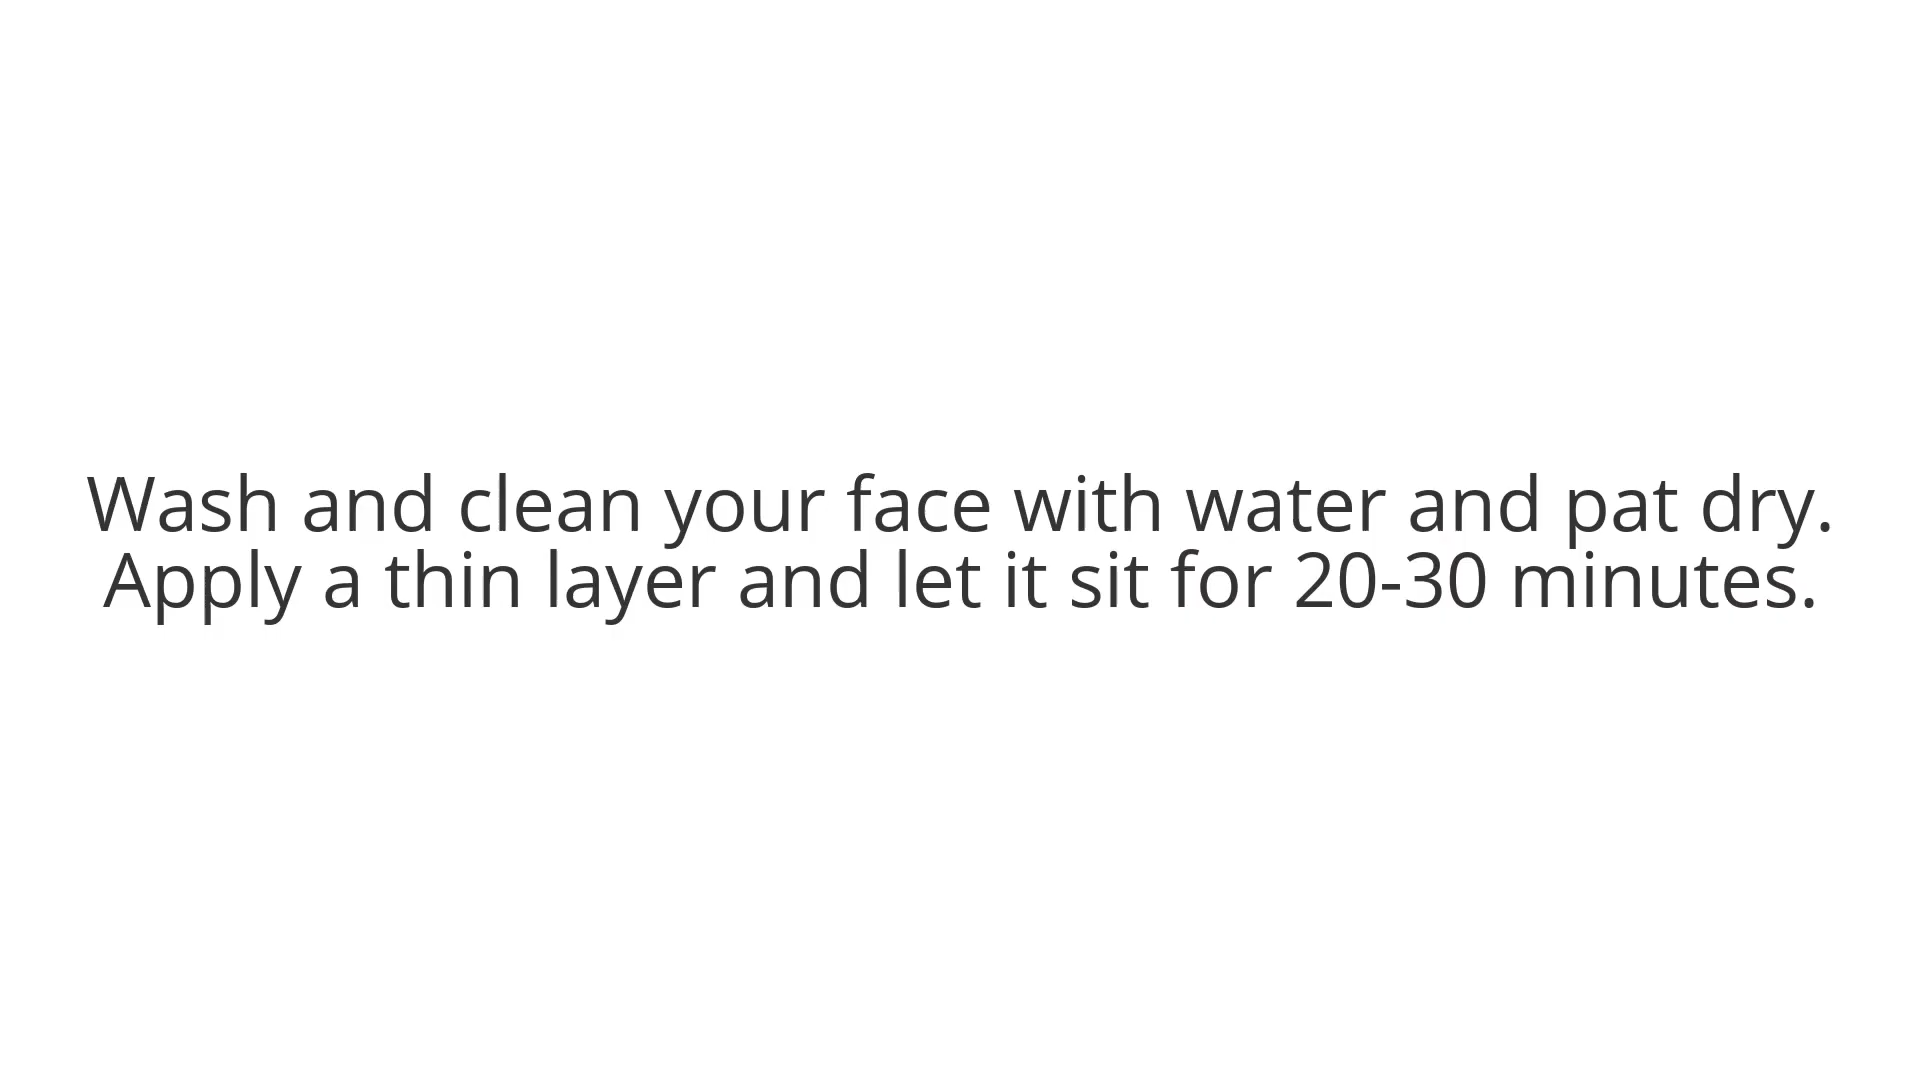 Wash and clean your face with water and pat dry.
Apply a thin layer and let it sit for 20-30 minutes.